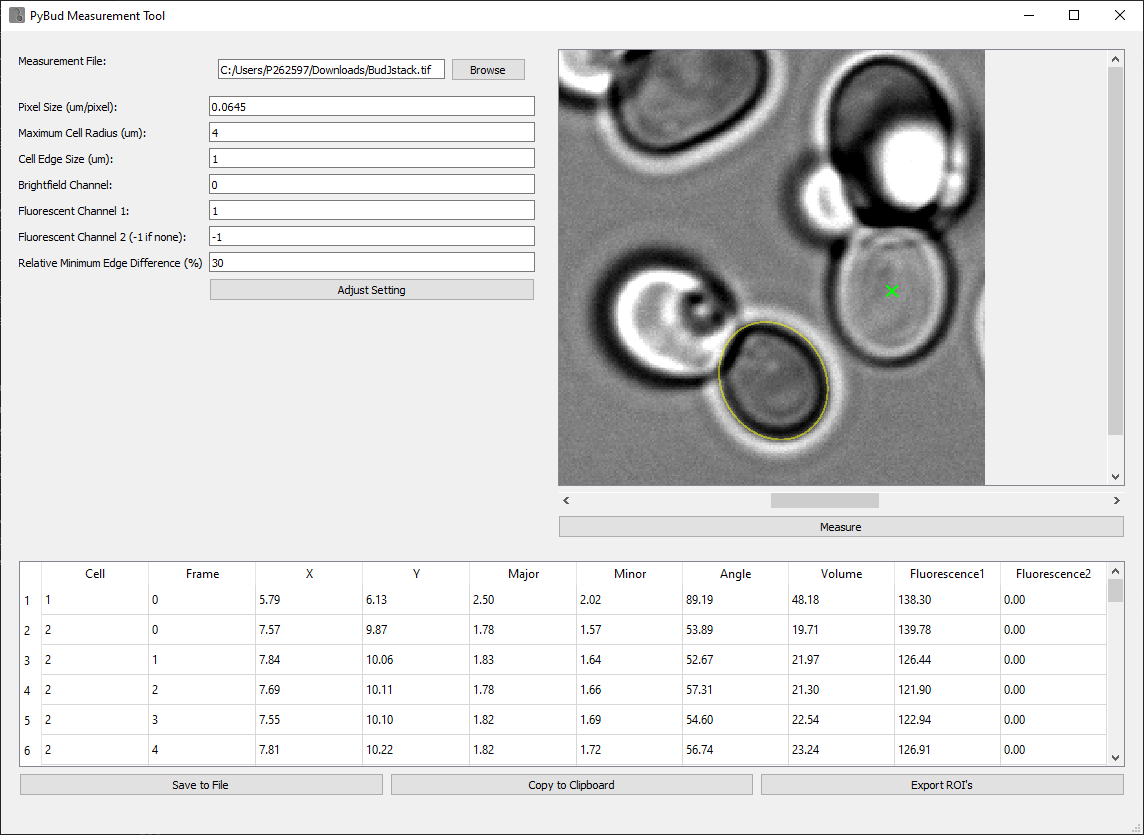 PyBud Measurement Tool
Measurement File:
C:/Users/P262597/Downloads/BudJstack.tif
Browse
Pixel Size (um/pixel):
0.0645
Maximum Cell Radius (um):
4
Cell Edge Size (um):
1
Brightfield Channel:
0
Fluorescent Channel 1:
1
Fluorescent Channel 2 (-1 if none):
-1
Relative Minimum Edge Difference (%)
30
Adjust Setting
Measure
Cell Frame X Y Major Minor Angle Volume Fluorescence1 Fluorescence2
1 1 0 5.79 6.13 2.50 2.02 89.19 48.18 138.30 0.00
2 2 0 7.57 9.87 1.78 1.57 53.89 19.71 139.78 0.00
3 2 1 7.84 10.06 1.83 1.64 52.67 21.97 126.44 0.00
4 2 2 7.69 10.11 1.78 1.66 57.31 21.30 121.90 0.00
5 2 3 7.55 10.10 1.82 1.69 54.60 22.54 122.94 0.00
6 2 4 7.81 10.22 1.82 1.72 56.74 23.24 126.91 0.00
Save to File
Copy to Clipboard
Export ROI's